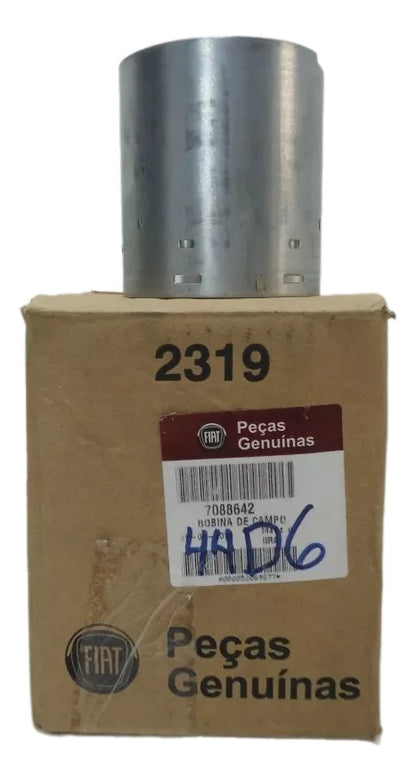 2319
FIAT
Peças
Genuínas
7088642
BOBINA DE CAMPO
44D6
FIAT
Peças
Genuínas